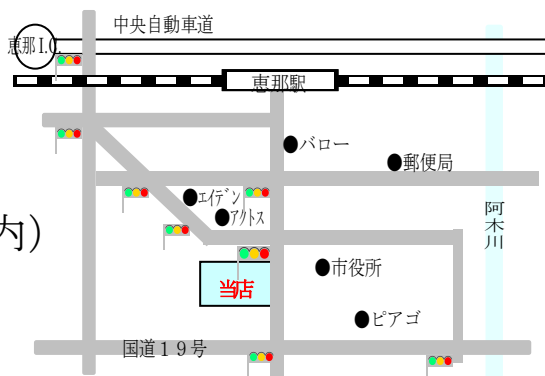 中央自動車道
恵那I.C.
恵那駅
バロー
郵便局
エイデン
アクトス
阿木川
内)
市役所
当店
ピアゴ
国道19号